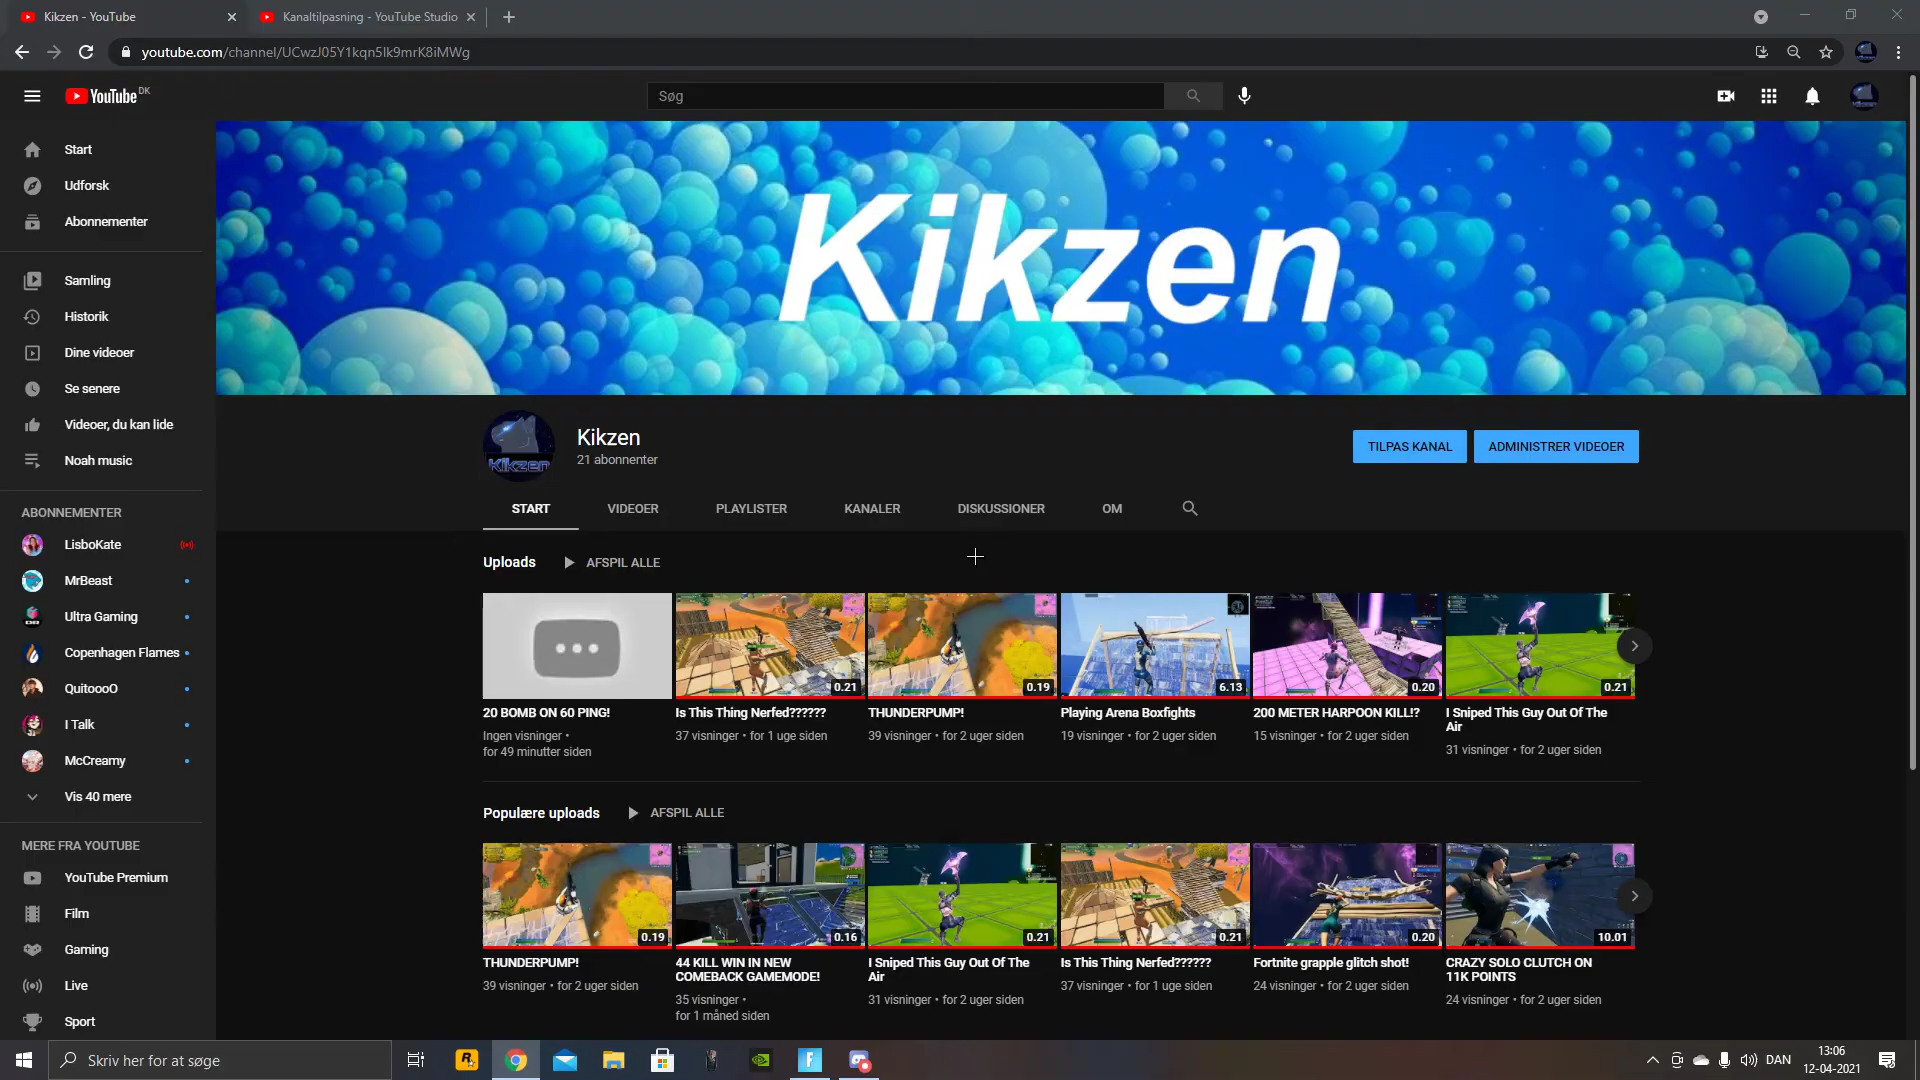 Kikzen - YouTube
Kanaltilpasning - YouTube Studio
youtube.com/channel/UCwzJ05Y1kqn5lk9mrK8iMWg
YouTube DK
Søg
Start
Udforsk
Abonnementer
Samling
Historik
Dine videoer
Se senere
Videoer, du kan lide
Noah music
ABONNEMENTER
LisboKate
MrBeast
Ultra Gaming
Copenhagen Flames
QuitoooO
I Talk
McCreamy
Vis 40 mere
MERE FRA YOUTUBE
YouTube Premium
Film
Gaming
Live
Sport
Kikzen
Kikzen
Kikzen
21 abonnenter
TILPAS KANAL
ADMINISTRER VIDEOER
START
VIDEOER
PLAYLISTER
KANALER
DISKUSSIONER
OM
Uploads
AFSPIL ALLE
0.21
0.19
6.13
0.20
0.21
20 BOMB ON 60 PING!
Ingen visninger •
for 49 minutter siden
Is This Thing Nerfed??????
37 visninger • for 1 uge siden
THUNDERPUMP!
39 visninger • for 2 uger siden
Playing Arena Boxfights
19 visninger • for 2 uger siden
200 METER HARPOON KILL!?
15 visninger • for 2 uger siden
I Sniped This Guy Out Of The
Air
31 visninger • for 2 uger siden
Populære uploads
AFSPIL ALLE
0.19
0.16
0.21
0.21
0.20
10.01
THUNDERPUMP!
39 visninger • for 2 uger siden
44 KILL WIN IN NEW
COMEBACK GAMEMODE!
35 visninger •
for 1 måned siden
I Sniped This Guy Out Of The
Air
31 visninger • for 2 uger siden
Is This Thing Nerfed??????
37 visninger • for 1 uge siden
Fortnite grapple glitch shot!
24 visninger • for 2 uger siden
CRAZY SOLO CLUTCH ON
11K POINTS
24 visninger • for 2 uger siden
Skriv her for at søge
DAN
13:06
12-04-2021